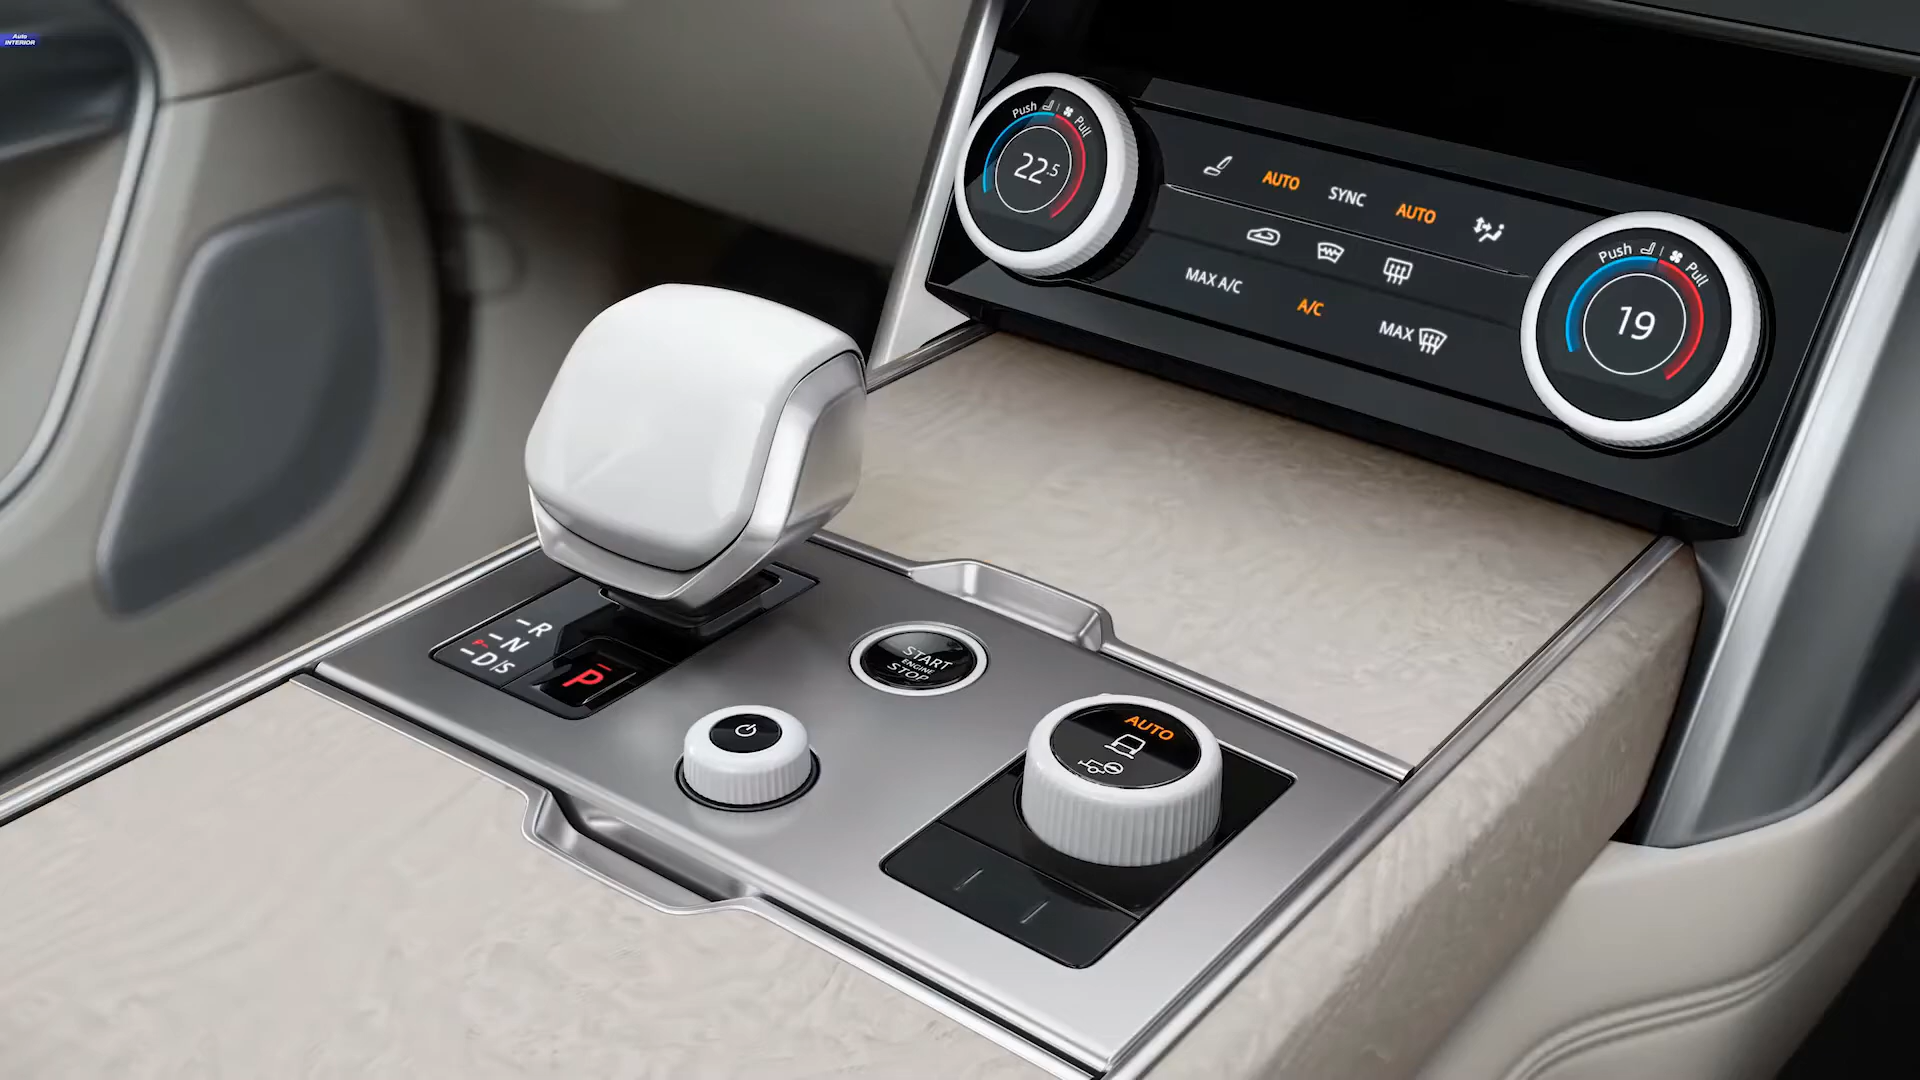 Auto
INTERIOR
Push Pull
22.5
AUTO SYNC AUTO
MAX A/C A/C MAX
Push Pull
19
R
N
D/S
P
START
ENGINE
STOP
AUTO